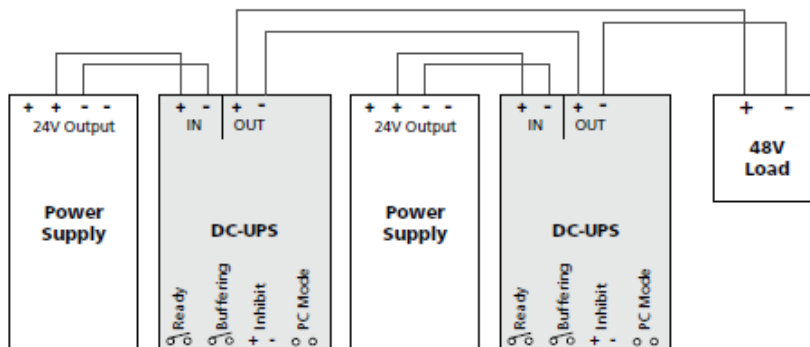 + + - -
24V Output
Power
Supply
+ - + -
IN OUT
DC-UPS
Ready
Buffering
Inhibit
+ -
PC Mode
+ + - -
24V Output
Power
Supply
+ - + -
IN OUT
DC-UPS
Ready
Buffering
Inhibit
+ -
PC Mode
+ -
48V
Load